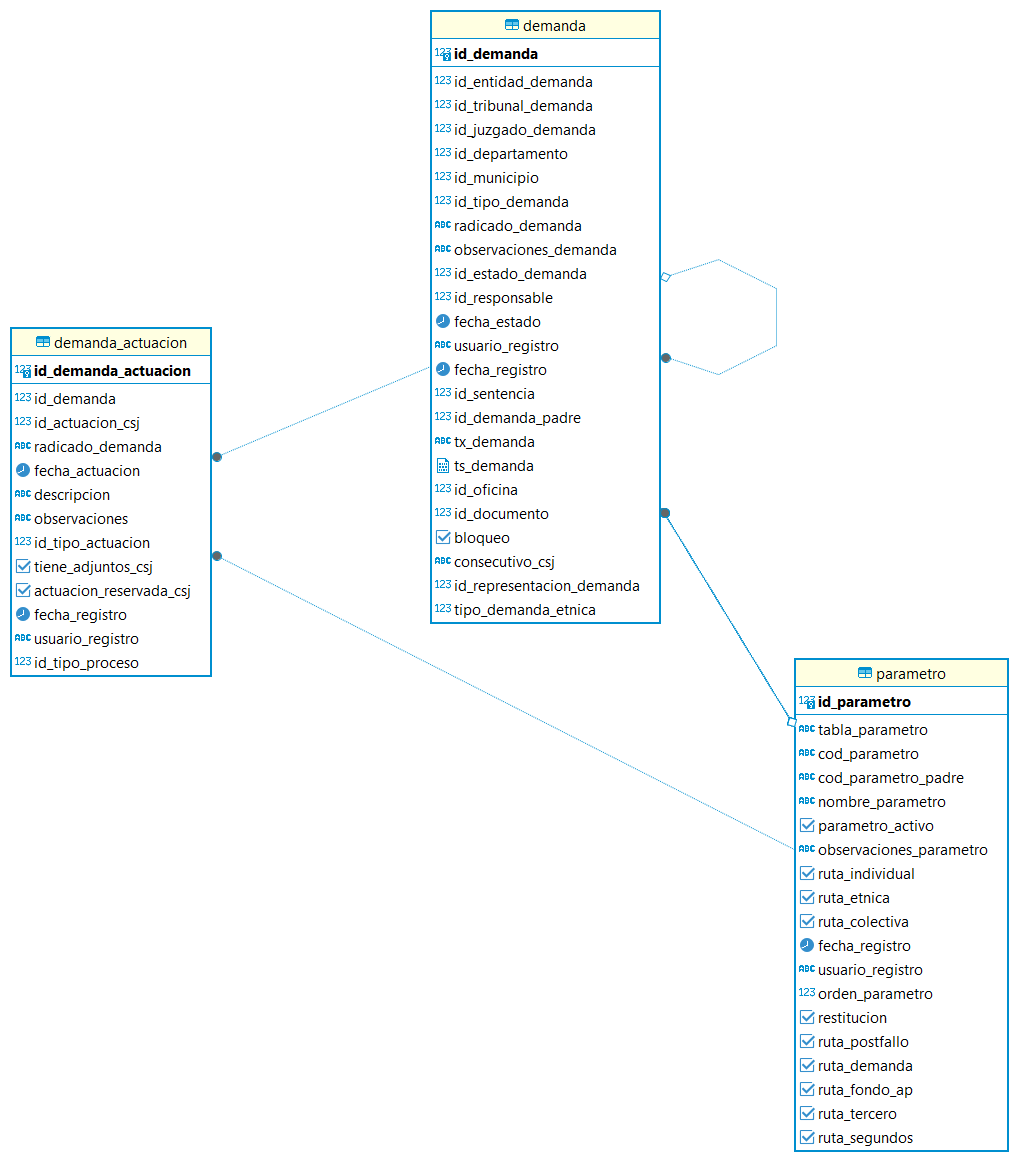 demanda
123 id_demanda
123 id_entidad_demanda
123 id_tribunal_demanda
123 id_juzgado_demanda
123 id_departamento
123 id_municipio
123 id_tipo_demanda
ABC radicado_demanda
ABC observaciones_demanda
123 id_estado_demanda
123 id_responsable
fecha_estado
ABC usuario_registro
fecha_registro
123 id_sentencia
123 id_demanda_padre
ABC tx_demanda
ts_demanda
123 id_oficina
123 id_documento
bloqueo
ABC consecutivo_csj
123 id_representacion_demanda
123 tipo_demanda_etnica
demanda_actuacion
123 id_demanda_actuacion
123 id_demanda
123 id_actuacion_csj
ABC radicado_demanda
fecha_actuacion
ABC descripcion
ABC observaciones
123 id_tipo_actuacion
tiene_adjuntos_csj
actuacion_reservada_csj
fecha_registro
ABC usuario_registro
123 id_tipo_proceso
parametro
123 id_parametro
ABC tabla_parametro
ABC cod_parametro
ABC cod_parametro_padre
ABC nombre_parametro
parametro_activo
ABC observaciones_parametro
ruta_individual
ruta_etnica
ruta_colectiva
fecha_registro
ABC usuario_registro
123 orden_parametro
restitucion
ruta_postfallo
ruta_demanda
ruta_fondo_ap
ruta_tercero
ruta_segundos